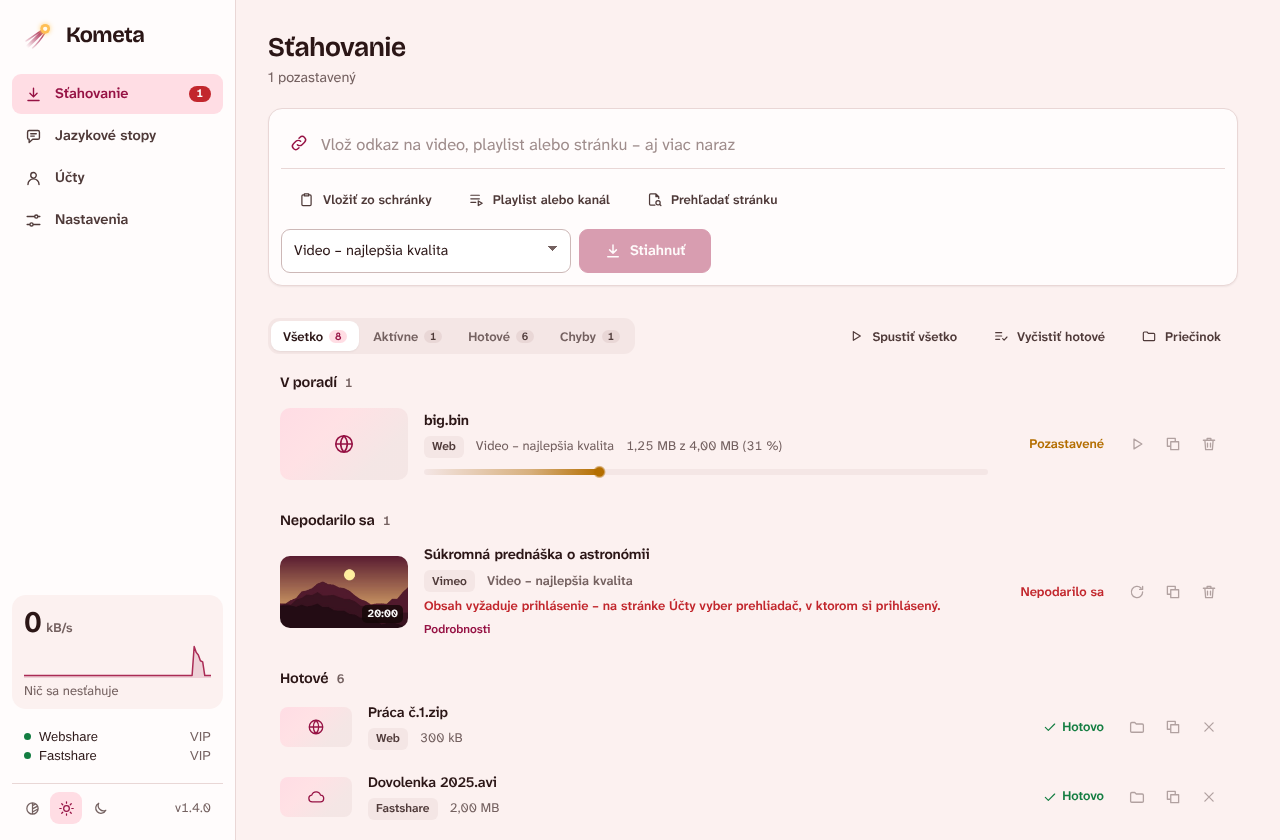 Kometa
Sťahovanie 1
Jazykové stopy
Účty
Nastavenia
0 kB/s
Nič sa nesťahuje
Webshare VIP
Fastshare VIP
v1.4.0
Sťahovanie
1 pozastavený
Vlož odkaz na video, playlist alebo stránku – aj viac naraz
Vložiť zo schránky Playlist alebo kanál Prehľadať stránku
Video – najlepšia kvalita Stiahnuť
Všetko 8 Aktívne 1 Hotové 6 Chyby 1 Spustiť všetko Vyčistiť hotové Priečinok
V poradí 1
big.bin
Web Video – najlepšia kvalita 1,25 MB z 4,00 MB (31 %) Pozastavené
Nepodarilo sa 1
Súkromná prednáška o astronómii
Vimeo Video – najlepšia kvalita
20:00 Obsah vyžaduje prihlásenie – na stránke Účty vyber prehliadač, v ktorom si prihlásený. Nepodarilo sa
Podrobnosti
Hotové 6
Práca č.1.zip
Web 300 kB Hotovo
Dovolenka 2025.avi
Fastshare 2,00 MB Hotovo